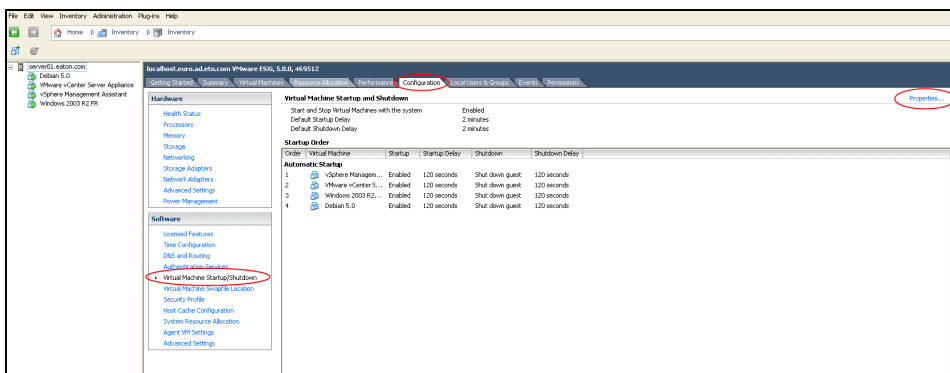 File Edit View Inventory Administration Plug-ins Help
Home Inventory Inventory
server01.eaton.com
Debian 5.0
VMware vCenter Server Appliance
vSphere Management Assistant
Windows 2003 R2 FR
localhost.euro.ad.etn.com VMware ESXi, 5.0.0, 469512
Getting Started Summary Virtual Machines Resource Allocation Performance Configuration Local Users & Groups Events Permissions
Hardware
Health Status
Processors
Memory
Storage
Networking
Storage Adapters
Network Adapters
Advanced Settings
Power Management
Software
Licensed Features
Time Configuration
DNS and Routing
Authentication Services
Virtual Machine Startup/Shutdown
Virtual Machine Swapfile Location
Security Profile
Host Cache Configuration
System Resource Allocation
Agent VM Settings
Advanced Settings
Virtual Machine Startup and Shutdown Properties...
Start and Stop Virtual Machines with the system Enabled
Default Startup Delay 2 minutes
Default Shutdown Delay 2 minutes
Startup Order
Order Virtual Machine Startup Startup Delay Shutdown Shutdown Delay
Automatic Startup
1 vSphere Managem... Enabled 120 seconds Shut down guest 120 seconds
2 VMware vCenter S... Enabled 120 seconds Shut down guest 120 seconds
3 Windows 2003 R2... Enabled 120 seconds Shut down guest 120 seconds
4 Debian 5.0 Enabled 120 seconds Shut down guest 120 seconds